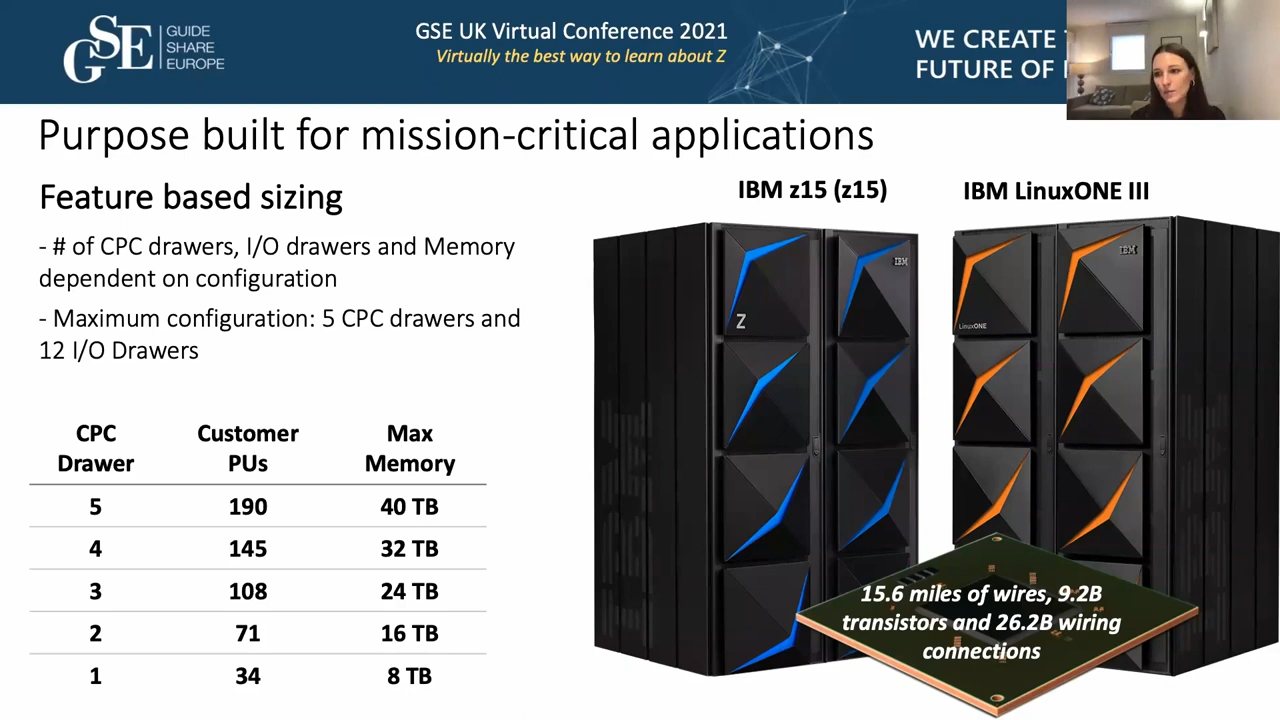 GSE
GUIDE
SHARE
EUROPE
GSE UK Virtual Conference 2021
Virtually the best way to learn about Z
WE CREATE
FUTURE OF
Purpose built for mission-critical applications
Feature based sizing
- # of CPC drawers, I/O drawers and Memory
dependent on configuration
- Maximum configuration: 5 CPC drawers and
12 I/O Drawers
CPC Drawer Customer PUs Max Memory
5 190 40 TB
4 145 32 TB
3 108 24 TB
2 71 16 TB
1 34 8 TB
IBM z15 (z15)
IBM LinuxONE III
IBM
Z
IBM
LinuxONE
15.6 miles of wires, 9.2B
transistors and 26.2B wiring
connections